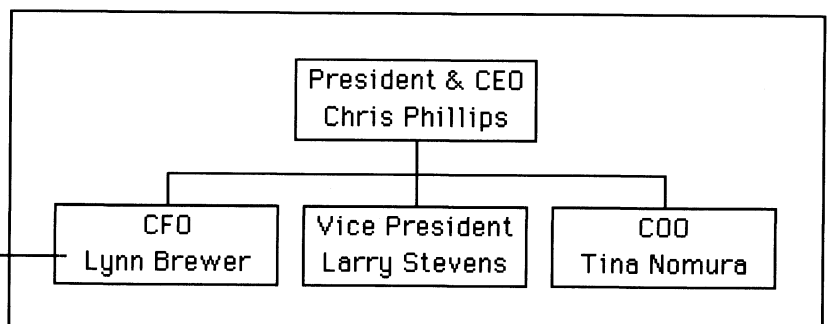 President & CEO
Chris Phillips
CFO
Lynn Brewer
Vice President
Larry Stevens
COO
Tina Nomura